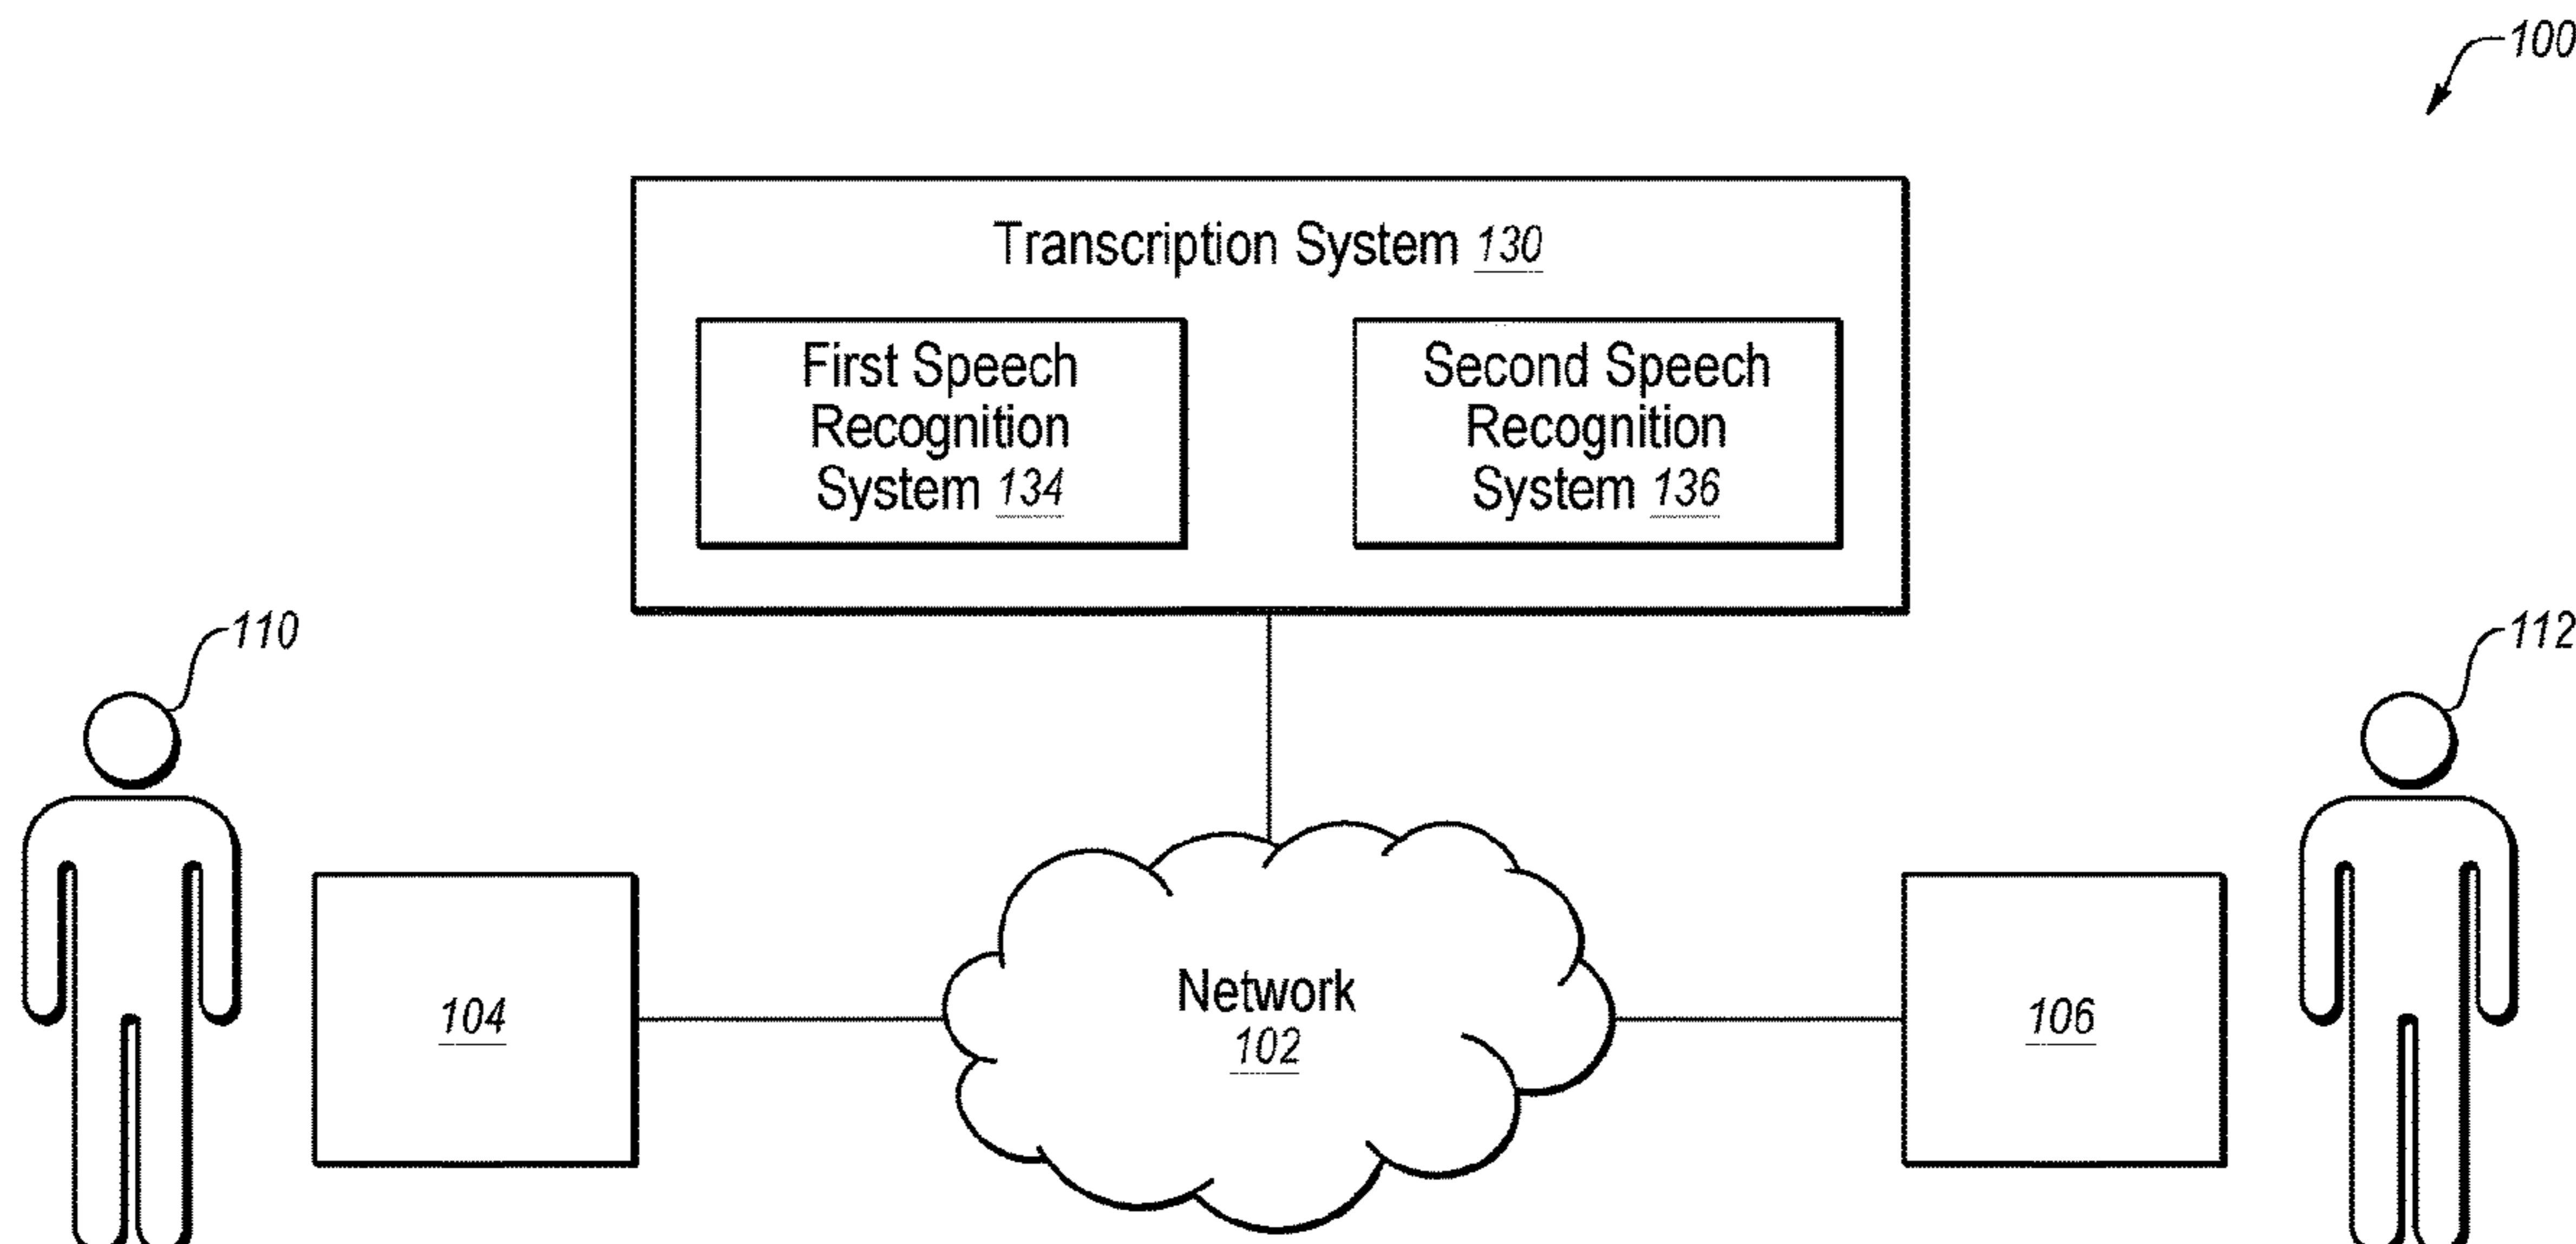 100
Transcription System 130
First Speech
Recognition
System 134
Second Speech
Recognition
System 136
110
112
104
Network
102
106